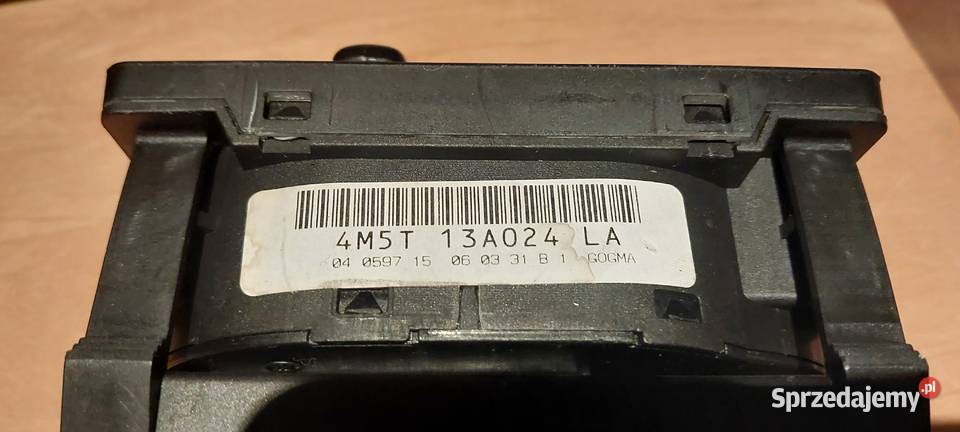 4M5T 13A024 LA
04 0597 15 06 03 31 B 1 GOGMA
Sprzedajemy.pl